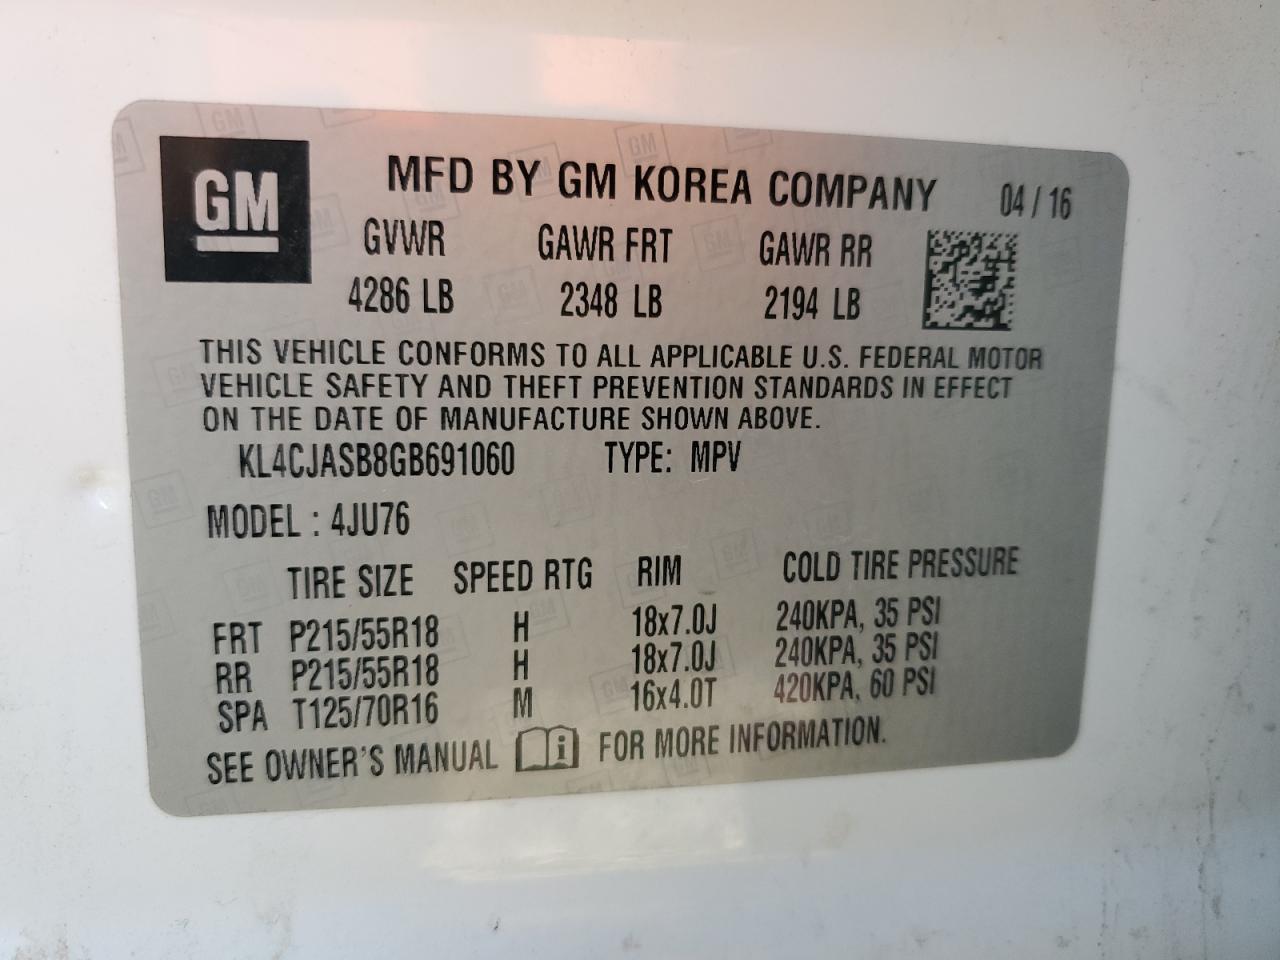 GM
MFD BY GM KOREA COMPANY 04 / 16
GVWR GAWR FRT GAWR RR
4286 LB 2348 LB 2194 LB
THIS VEHICLE CONFORMS TO ALL APPLICABLE U.S. FEDERAL MOTOR
VEHICLE SAFETY AND THEFT PREVENTION STANDARDS IN EFFECT
ON THE DATE OF MANUFACTURE SHOWN ABOVE.
KL4CJASB8GB691060 TYPE: MPV
MODEL : 4JU76
TIRE SIZE SPEED RTG RIM COLD TIRE PRESSURE
FRT P215/55R18 H 18x7.0J 240KPA, 35 PSI
RR P215/55R18 H 18x7.0J 240KPA, 35 PSI
SPA T125/70R16 M 16x4.0T 420KPA, 60 PSI
SEE OWNER'S MANUAL i FOR MORE INFORMATION.